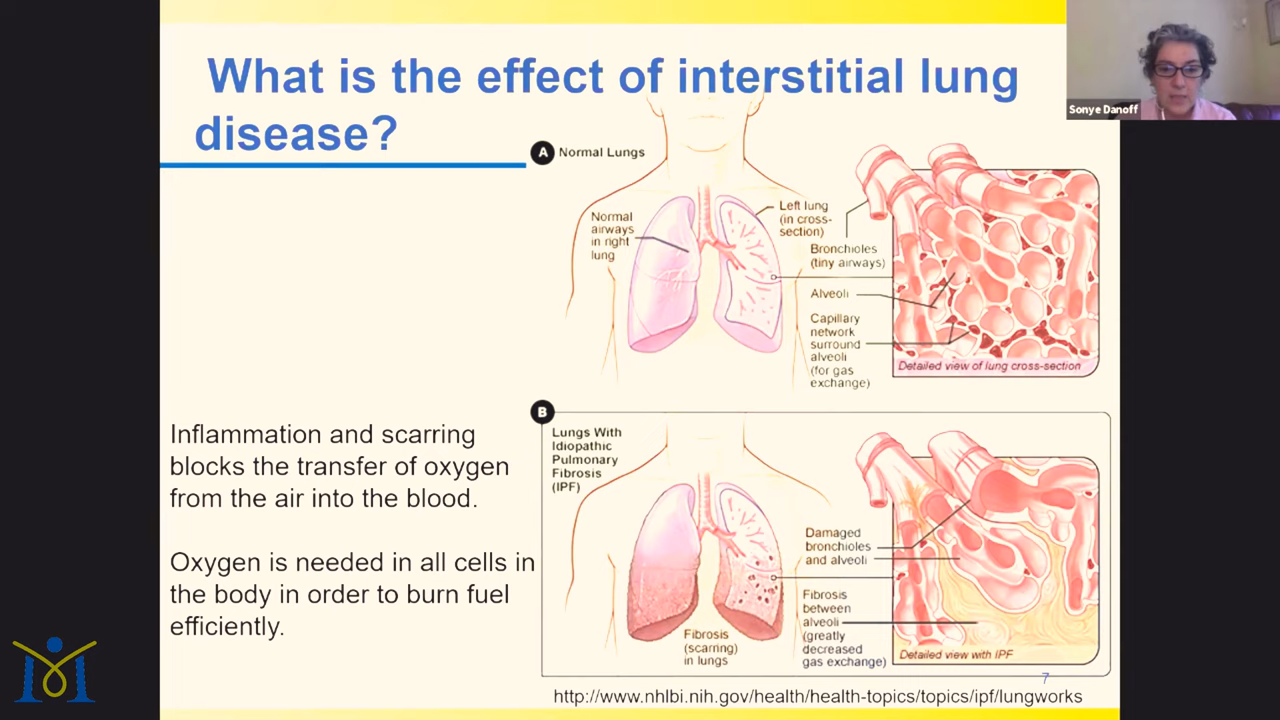 What is the effect of interstitial lung
disease?
Sonye Danoff
A Normal Lungs
Normal
airways
in right
lung
Left lung
(in cross-
section)
Bronchioles
(tiny airways)
Alveoli
Capillary
network
surround
alveoli
(for gas
exchange)
Detailed view of lung cross-section
Inflammation and scarring
blocks the transfer of oxygen
from the air into the blood.
Oxygen is needed in all cells in
the body in order to burn fuel
efficiently.
B
Lungs With
Idiopathic
Pulmonary
Fibrosis
(IPF)
Fibrosis
(scarring)
in lungs
Damaged
bronchioles
and alveoli
Fibrosis
between
alveoli
(greatly
decreased
gas exchange)
Detailed view with IPF
7
http://www.nhlbi.nih.gov/health/health-topics/topics/ipf/lungworks